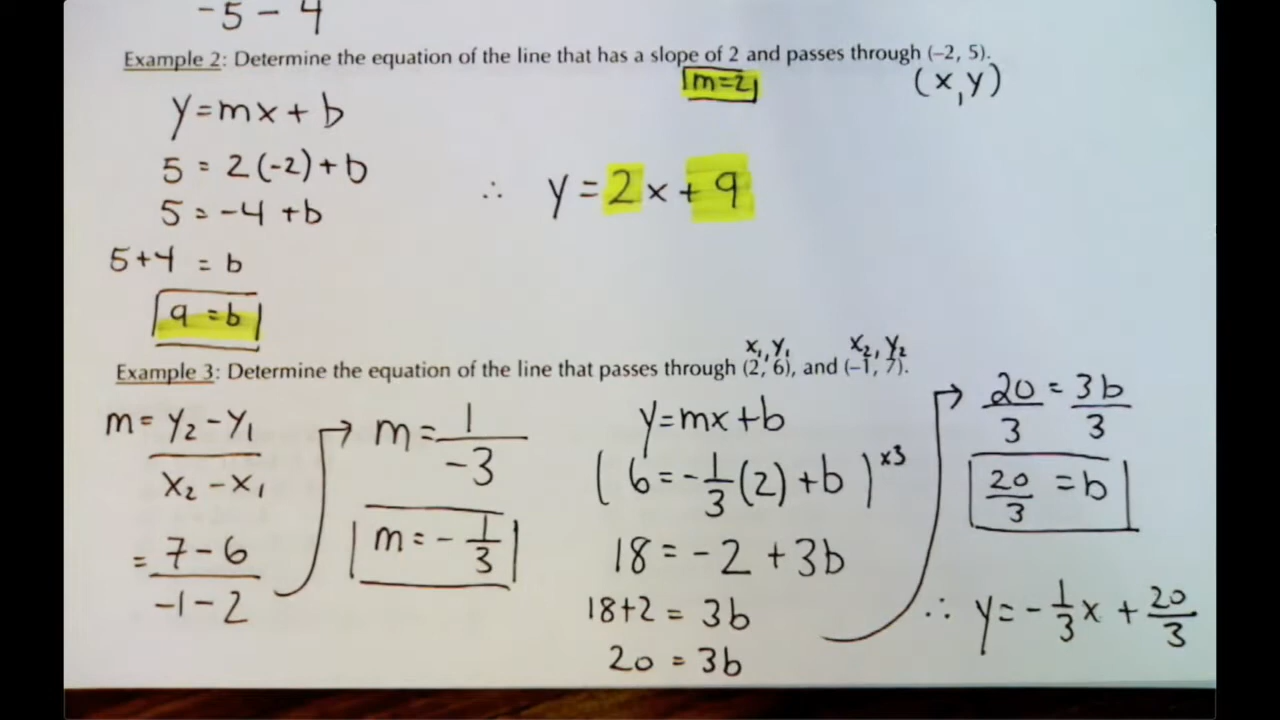 -5 - 4
Example 2: Determine the equation of the line that has a slope of 2 and passes through (–2, 5).
m=2
(x,y)
y=mx+b
5 = 2(-2)+b
5 = -4 +b
5+4 = b
9 = b
∴ y = 2x + 9
Example 3: Determine the equation of the line that passes through (2, 6), and (–1, 7).
x₁, y₁
x₂, y₂
m = y₂ - y₁
x₂ - x₁
= 7 - 6
-1 - 2
m = 1
-3
m = - 1/3
y=mx+b
( 6 = -1/3 (2) + b ) x3
18 = -2 + 3b
18+2 = 3b
20 = 3b
20/3 = 3b/3
20/3 = b
∴ y = -1/3 x + 20/3